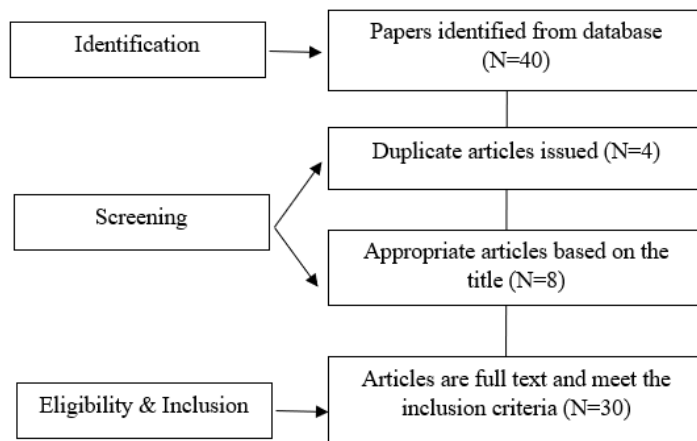 Identification
Papers identified from database
(N=40)
Duplicate articles issued (N=4)
Screening
Appropriate articles based on the
title (N=8)
Eligibility & Inclusion
Articles are full text and meet the
inclusion criteria (N=30)